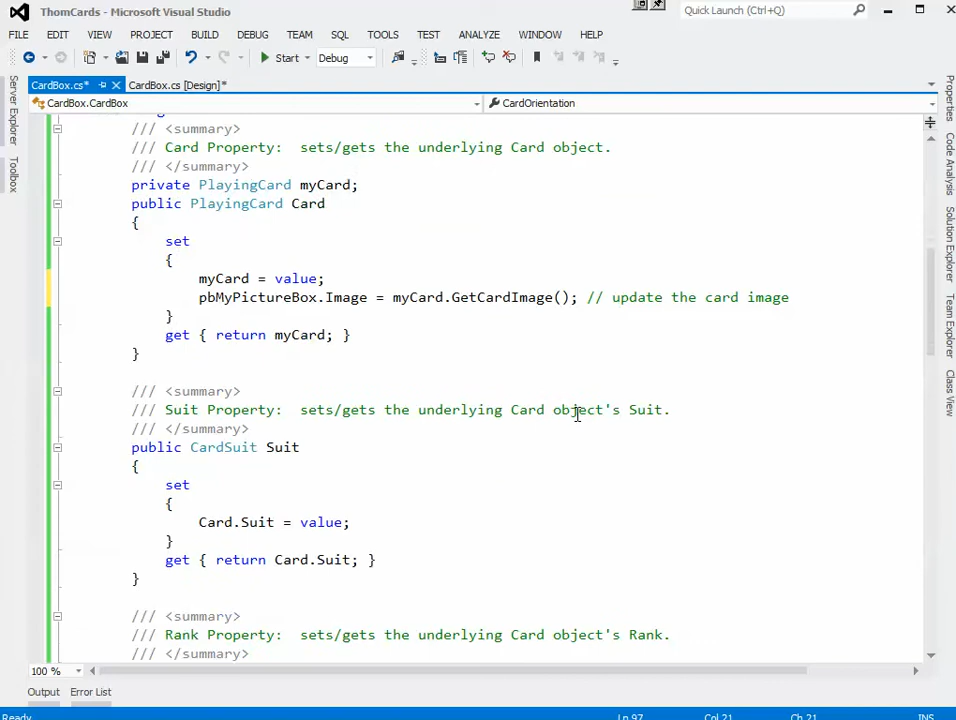 ThomCards - Microsoft Visual Studio
Quick Launch (Ctrl+Q)
FILE EDIT VIEW PROJECT BUILD DEBUG TEAM SQL TOOLS TEST ANALYZE WINDOW HELP
Start Debug
CardBox.cs* CardBox.cs [Design]*
CardBox.CardBox CardOrientation
/// <summary>
/// Card Property:  sets/gets the underlying Card object.
/// </summary>
private PlayingCard myCard;
public PlayingCard Card
{
set
{
myCard = value;
pbMyPictureBox.Image = myCard.GetCardImage(); // update the card image
}
get { return myCard; }
}
/// <summary>
/// Suit Property:  sets/gets the underlying Card object's Suit.
/// </summary>
public CardSuit Suit
{
set
{
Card.Suit = value;
}
get { return Card.Suit; }
}
/// <summary>
/// Rank Property:  sets/gets the underlying Card object's Rank.
/// </summary>
100 %
Output Error List
Ready Ln 97 Col 21 Ch 21 INS
Server Explorer
Toolbox
Properties
Code Analysis
Solution Explorer
Team Explorer
Class View